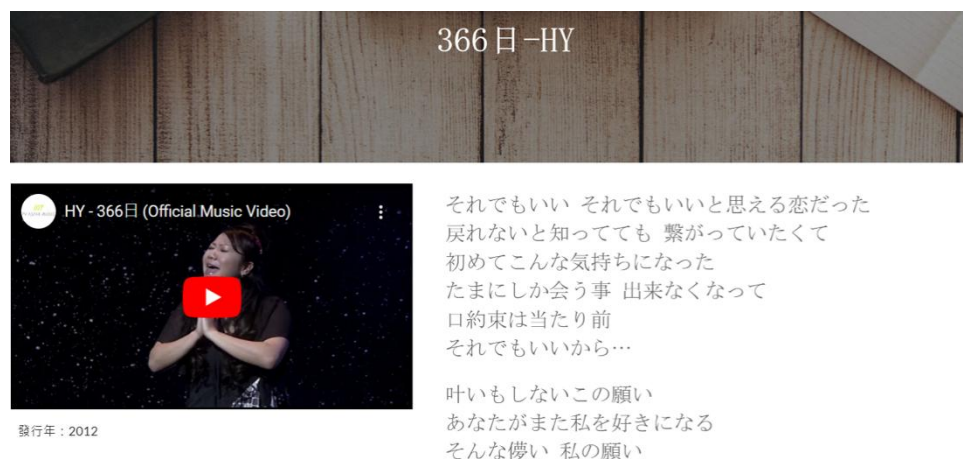 366日-HY
HY - 366日 (Official Music Video)
發行年：2012
それでもいい それでもいいと思える恋だった
戻れないと知ってても 繋がっていたくて
初めてこんな気持ちになった
たまにしか会う事 出来なくなって
口約束は当たり前
それでもいいから…
叶いもしないこの願い
あなたがまた私を好きになる
そんな儚い 私の願い